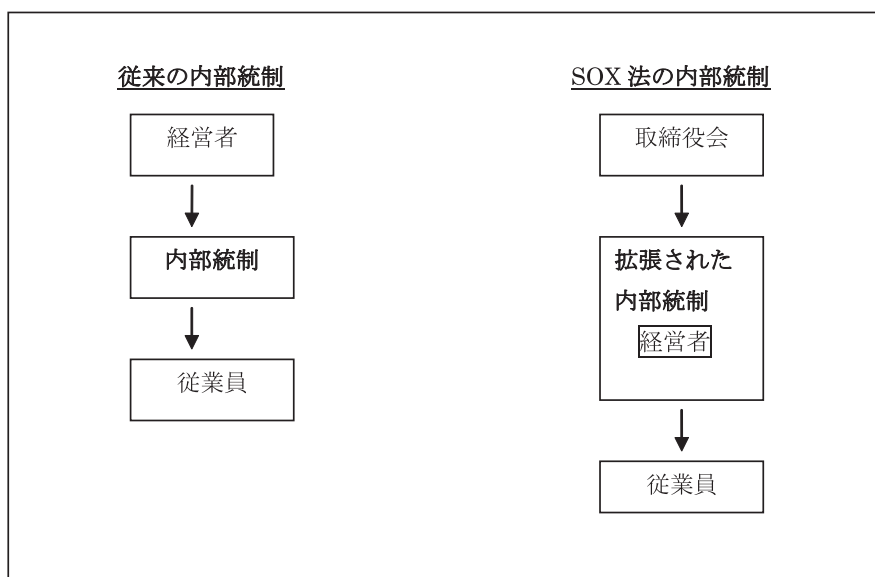 従来の内部統制
経営者
内部統制
従業員
SOX 法の内部統制
取締役会
拡張された
内部統制
経営者
従業員